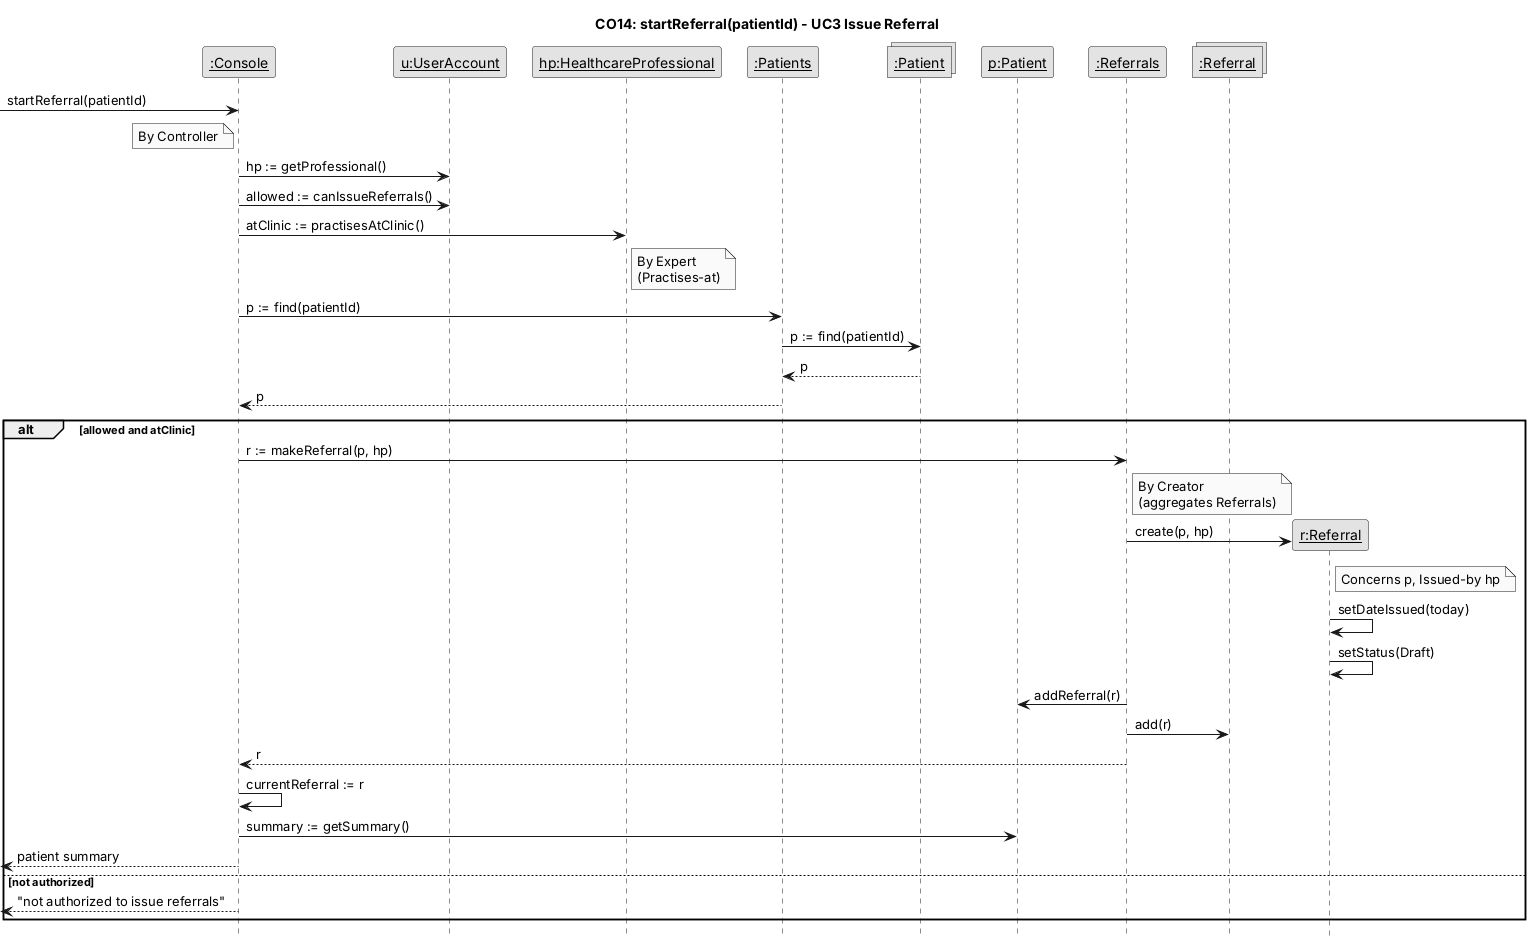 CO14: startReferral(patientId) - UC3 Issue Referral
:Console
u:UserAccount
hp:HealthcareProfessional
:Patients
:Patient
p:Patient
:Referrals
:Referral
startReferral(patientId)
By Controller
hp := getProfessional()
allowed := canIssueReferrals()
atClinic := practisesAtClinic()
By Expert
(Practises-at)
p := find(patientId)
p := find(patientId)
p
p
alt
[allowed and atClinic]
r := makeReferral(p, hp)
By Creator
(aggregates Referrals)
create(p, hp)
r:Referral
Concerns p, Issued-by hp
setDateIssued(today)
setStatus(Draft)
addReferral(r)
add(r)
r
currentReferral := r
summary := getSummary()
patient summary
[not authorized]
"not authorized to issue referrals"